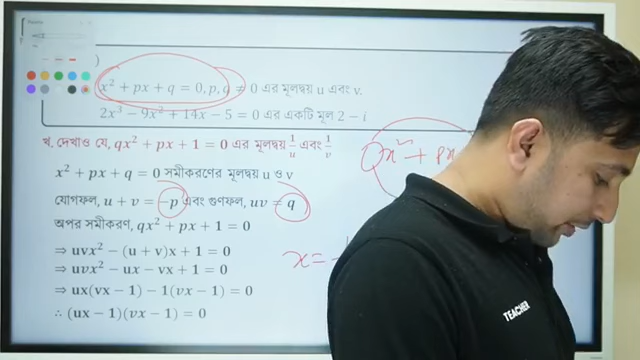 )
x² + px + q = 0, p, q ≠ 0 এর মূলদ্বয় u এবং v.
2x³ − 9x² + 14x − 5 = 0 এর একটি মূল 2 − i
খ. দেখাও যে, qx² + px + 1 = 0 এর মূলদ্বয় 1/u এবং 1/v
x² + px + q = 0 সমীকরণের মূলদ্বয় u ও v
যোগফল, u + v = −p এবং গুণফল, uv = q
অপর সমীকরণ, qx² + px + 1 = 0
⇒ uvx² − (u + v)x + 1 = 0
⇒ uvx² − ux − vx + 1 = 0
⇒ ux(vx − 1) − 1(vx − 1) = 0
∴ (ux − 1)(vx − 1) = 0
x² + px
x =
TEACHER